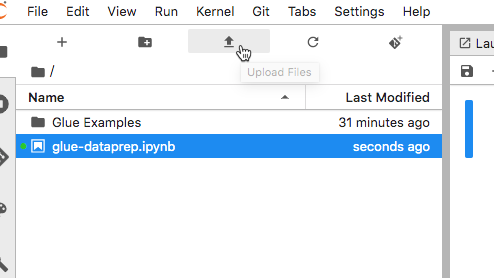 File Edit View Run Kernel Git Tabs Settings Help
Lau
Upload Files
/
Name Last Modified
Glue Examples 31 minutes ago
glue-dataprep.ipynb seconds ago